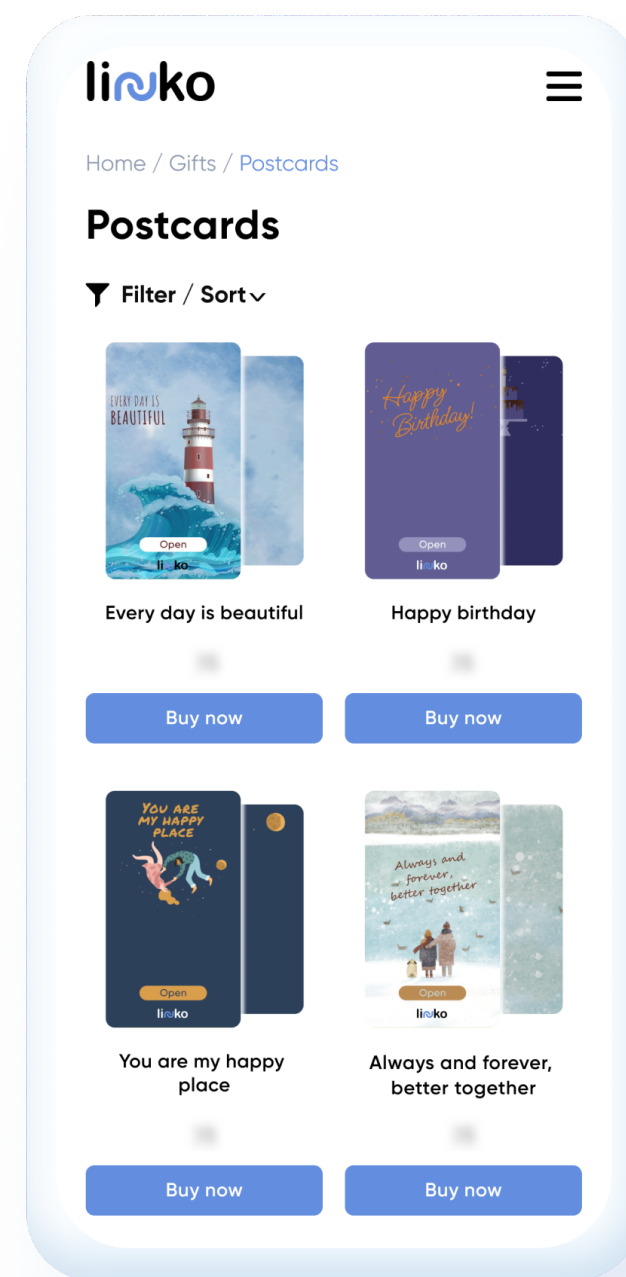 linko
Home / Gifts / Postcards
Postcards
Filter / Sort
EVERY DAY IS
BEAUTIFUL
Open
linko
Happy
Birthday!
Open
linko
Every day is beautiful
Happy birthday
Buy now
Buy now
YOU ARE
MY HAPPY
PLACE
Open
linko
Always and
forever,
better together
Open
linko
You are my happy
place
Always and forever,
better together
Buy now
Buy now